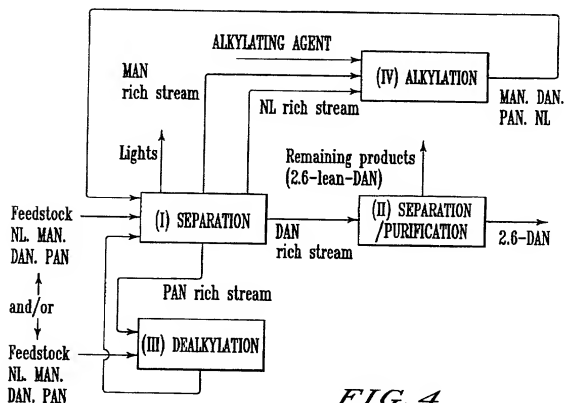 ALKYLATING AGENT
MAN
rich stream
(IV) ALKYLATION
NL rich stream
MAN. DAN.
PAN. NL
Lights
Remaining products
(2.6-lean-DAN)
Feedstock
NL. MAN.
DAN. PAN
(I) SEPARATION
DAN
rich stream
(II) SEPARATION
/PURIFICATION
2.6-DAN
PAN rich stream
and/or
Feedstock
NL. MAN.
DAN. PAN
(III) DEALKYLATION
FIG. 4